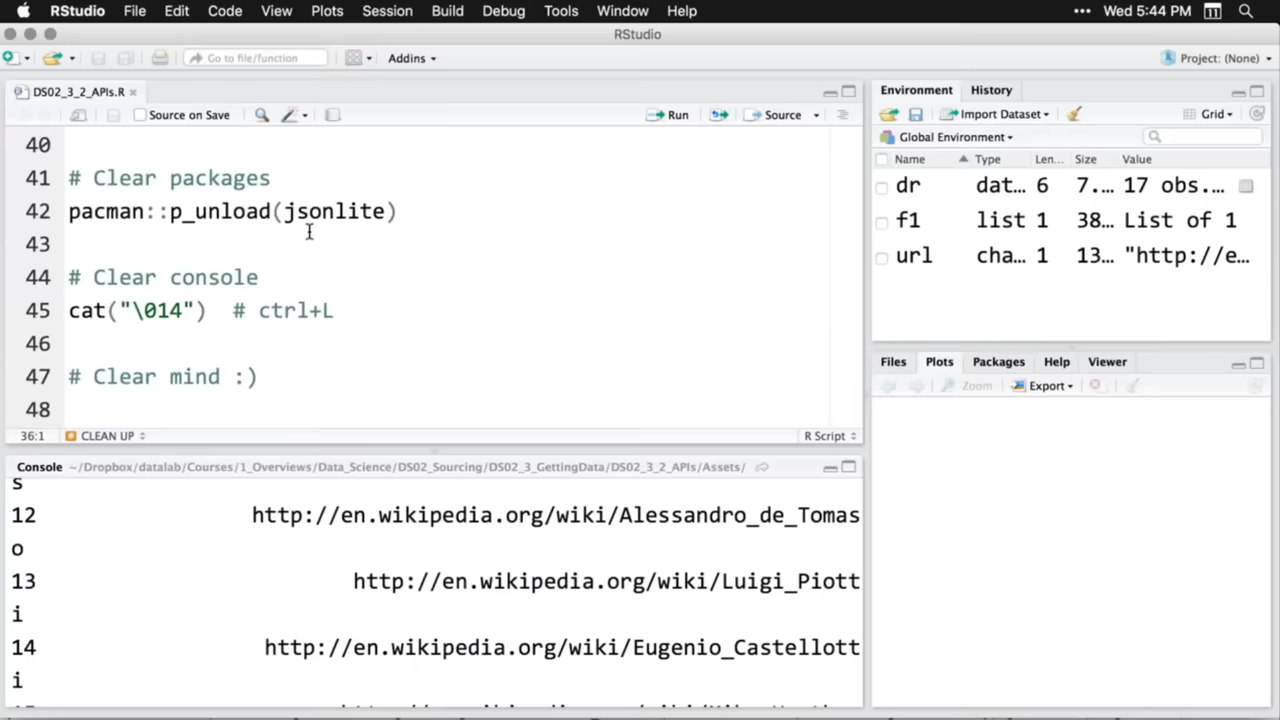 RStudio File Edit Code View Plots Session Build Debug Tools Window Help ••• Wed 5:44 PM 11
RStudio
Go to file/function Addins Project: (None)
DS02_3_2_APIs.R
Source on Save Run Source
40
41 # Clear packages
42 pacman::p_unload(jsonlite)
43
44 # Clear console
45 cat("\014")  # ctrl+L
46
47 # Clear mind :)
48
36:1 CLEAN UP R Script
Console ~/Dropbox/datalab/Courses/1_Overviews/Data_Science/DS02_Sourcing/DS02_3_GettingData/DS02_3_2_APIs/Assets/
s
12 http://en.wikipedia.org/wiki/Alessandro_de_Tomas
o
13 http://en.wikipedia.org/wiki/Luigi_Piott
i
14 http://en.wikipedia.org/wiki/Eugenio_Castellott
i
Environment History
Import Dataset Grid
Global Environment
Name Type Len... Size Value
dr dat... 6 7.... 17 obs....
f1 list 1 38... List of 1
url cha... 1 13... "http://e...
Files Plots Packages Help Viewer
Zoom Export